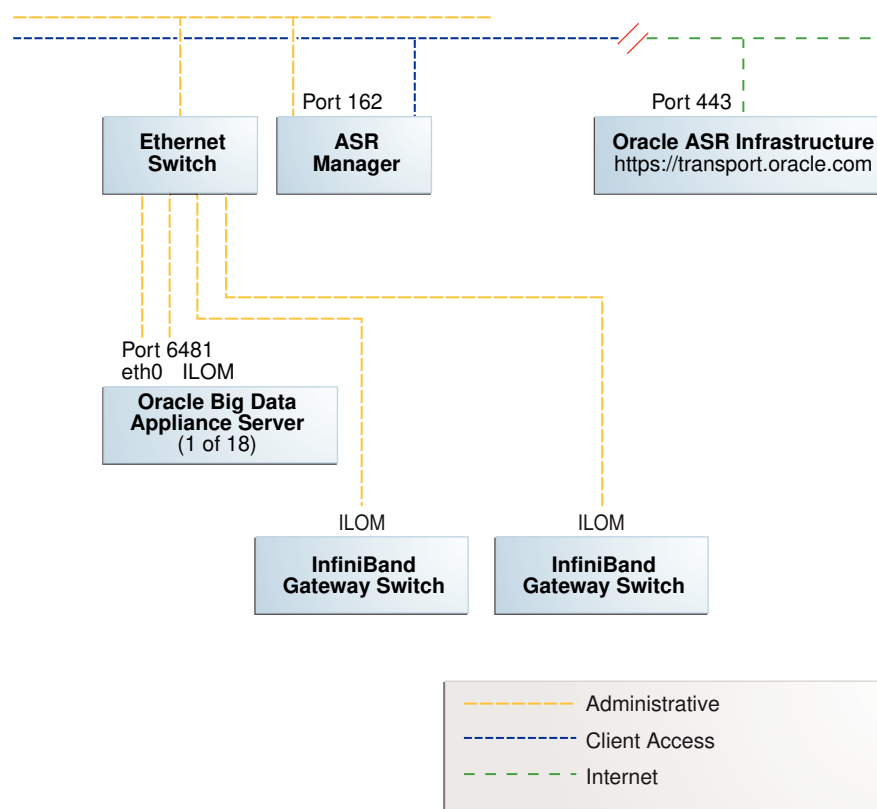 Port 162
Port 443
Ethernet
Switch
ASR
Manager
Oracle ASR Infrastructure
https://transport.oracle.com
Port 6481
eth0 ILOM
Oracle Big Data
Appliance Server
(1 of 18)
ILOM
ILOM
InfiniBand
Gateway Switch
InfiniBand
Gateway Switch
Administrative
Client Access
Internet